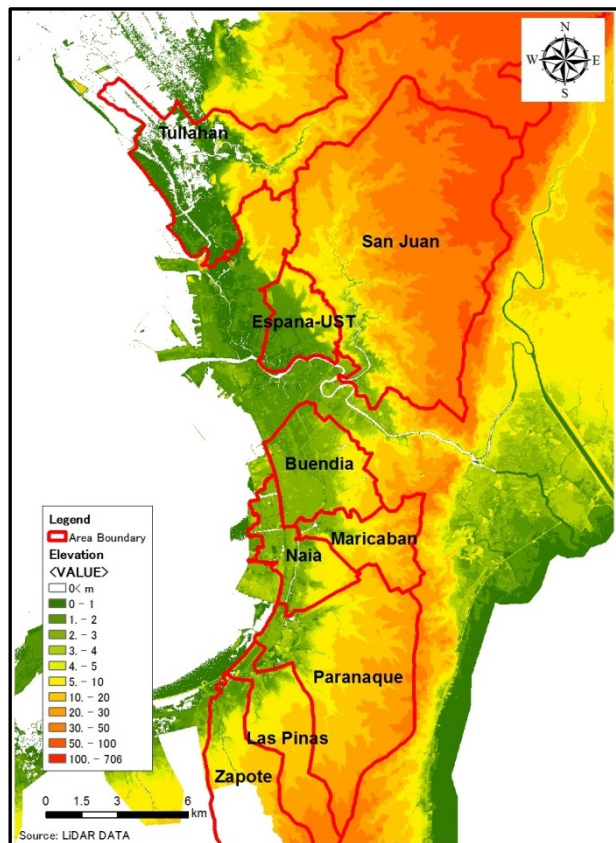 N
W E
S
Tullahan
San Juan
Espana-UST
Buendia
Maricaban
Naia
Paranaque
Las Pinas
Zapote
Legend
Area Boundary
Elevation
<VALUE>
0< m
0 - 1
1. - 2
2. - 3
3. - 4
4. - 5
5. - 10
10. - 20
20. - 30
30. - 50
50. - 100
100. - 706
0 1.5 3 6
km
Source: LiDAR DATA